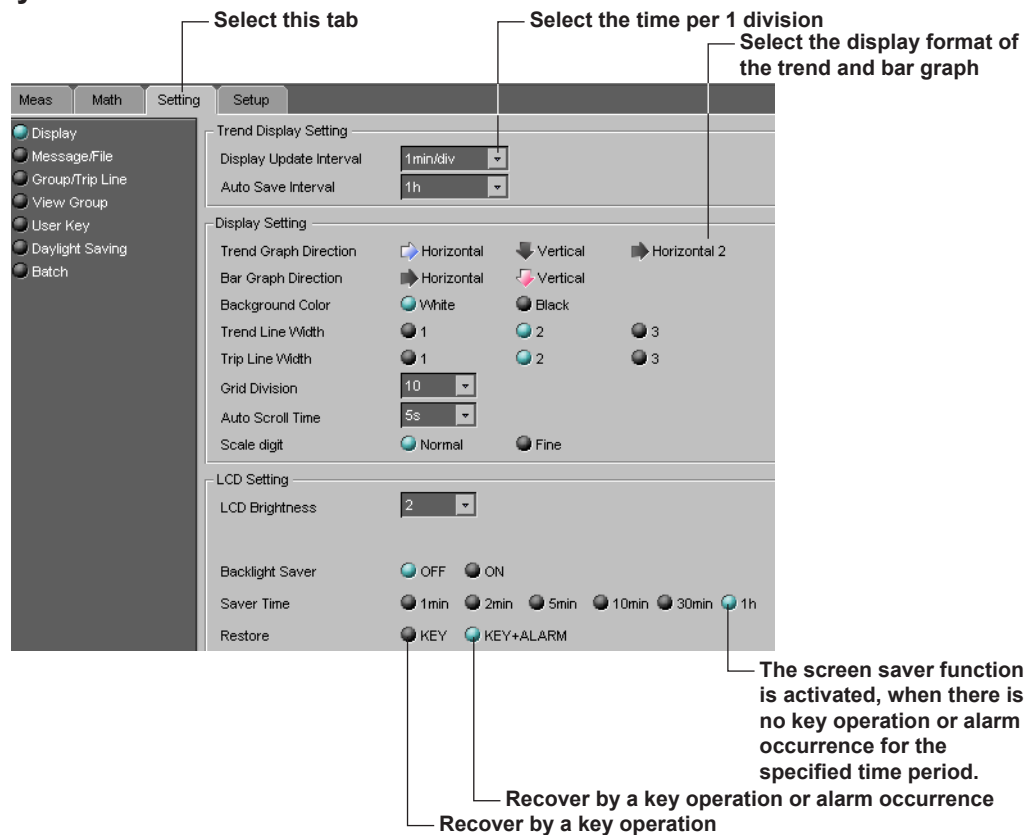 Select this tab
Select the time per 1 division
Select the display format of
the trend and bar graph
Meas Math Setting Setup
Display
Message/File
Group/Trip Line
View Group
User Key
Daylight Saving
Batch
Trend Display Setting
Display Update Interval 1min/div
Auto Save Interval 1h
Display Setting
Trend Graph Direction Horizontal Vertical Horizontal 2
Bar Graph Direction Horizontal Vertical
Background Color White Black
Trend Line Width 1 2 3
Trip Line Width 1 2 3
Grid Division 10
Auto Scroll Time 5s
Scale digit Normal Fine
LCD Setting
LCD Brightness 2
Backlight Saver OFF ON
Saver Time 1min 2min 5min 10min 30min 1h
Restore KEY KEY+ALARM
The screen saver function
is activated, when there is
no key operation or alarm
occurrence for the
specified time period.
Recover by a key operation or alarm occurrence
Recover by a key operation